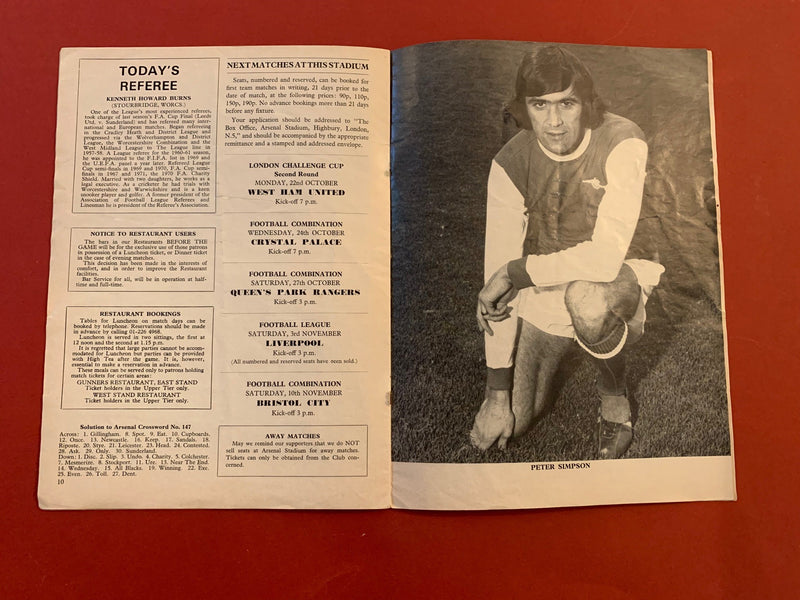 TODAY'S
REFEREE
KENNETH HOWARD BURNS
(STOURBRIDGE, WORCS.)
One of the League's most experienced referees,
took charge of last season's F.A. Cup Final (Leeds
Utd. v. Sunderland) and has refereed many inter-
national and European matches. Began refereeing
in the Cradley Heath and District League and
progressed via the Wolverhampton and District
League, the Worcestershire Combination and the
West Midland League to The League line in
1957-58. A League referee for the 1960-61 season,
he was appointed to the F.I.F.A. list in 1969 and
the U.E.F.A. panel a year later. Refereed League
Cup semi-finals in 1969 and 1970, F.A. Cup semi-
finals in 1967 and 1971, the 1970 F.A. Charity
Shield. Married with two daughters, he works as a
legal executive. As a cricketer he had trials with
Worcestershire and Warwickshire and is a keen
snooker player and golfer. A former president of the
Association of Football League Referees and
Linesmen he is president of the Referee's Association.
NOTICE TO RESTAURANT USERS
The bars in our Restaurants BEFORE THE
GAME will be for the exclusive use of those patrons
in possession of a Luncheon ticket, or Dinner ticket
in the case of evening matches.
This decision has been made in the interests of
comfort, and in order to improve the Restaurant
facilities.
Bar Service for all, will be in operation at half-
time and full-time.
RESTAURANT BOOKINGS
Tables for Luncheon on match days can be
booked by telephone. Reservations should be made
in advance by calling 01-226 4968.
Luncheon is served in two sittings, the first at
12 noon and the second at 1.15 p.m.
It is regretted that large parties cannot be accom-
modated for Luncheon but parties can be provided
with High Tea after the game. It is, however,
essential to make a reservation in advance.
These meals can be served only to patrons holding
match tickets for certain areas:
GUNNERS RESTAURANT, EAST STAND
Ticket holders in the Upper Tier only.
WEST STAND RESTAURANT
Ticket holders in the Upper Tier only.
Solution to Arsenal Crossword No. 147
Across: 1. Gillingham. 8. Spot. 9. Eat. 10. Cupboards.
12. Once. 13. Newcastle. 16. Keep. 17. Sandals. 18.
Riposte. 20. Stye. 21. Leicester. 23. Head. 24. Contested.
28. Ask. 29. Only. 30. Sunderland.
Down: 1. Disc. 2. Slip. 3. Undo. 4. Charity. 5. Colchester.
7. Mesmerize. 8. Stockport. 11. Use. 13. Near The End.
14. Wednesday. 15. All Blacks. 19. Winning. 22. Exe.
25. Even. 26. Toll. 27. Dent.
10
NEXT MATCHES AT THIS STADIUM
Seats, numbered and reserved, can be booked for
first team matches in writing, 21 days prior to the
date of match, at the following prices: 90p, 110p,
150p, 190p. No advance bookings more than 21 days
before any fixture.
Your application should be addressed to "The
Box Office, Arsenal Stadium, Highbury, London,
N.5," and should be accompanied by the appropriate
remittance and a stamped and addressed envelope.
LONDON CHALLENGE CUP
Second Round
MONDAY, 22nd OCTOBER
WEST HAM UNITED
Kick-off 7 p.m.
FOOTBALL COMBINATION
WEDNESDAY, 24th OCTOBER
CRYSTAL PALACE
Kick-off 7 p.m.
FOOTBALL COMBINATION
SATURDAY, 27th OCTOBER
QUEEN'S PARK RANGERS
Kick-off 3 p.m.
FOOTBALL LEAGUE
SATURDAY, 3rd NOVEMBER
LIVERPOOL
Kick-off 3 p.m.
(All numbered and reserved seats have been sold.)
FOOTBALL COMBINATION
SATURDAY, 10th NOVEMBER
BRISTOL CITY
Kick-off 3 p.m.
AWAY MATCHES
May we remind our supporters that we do NOT
sell seats at Arsenal Stadium for away matches.
Tickets can only be obtained from the Club con-
cerned.
PETER SIMPSON